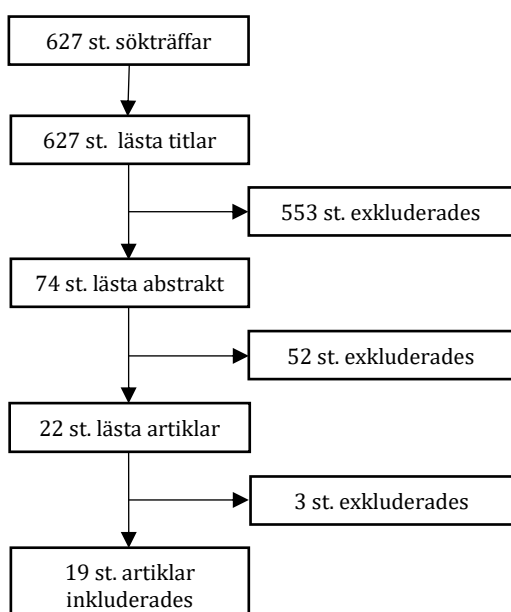 627 st. sökträffar
627 st. lästa titlar
553 st. exkluderades
74 st. lästa abstrakt
52 st. exkluderades
22 st. lästa artiklar
3 st. exkluderades
19 st. artiklar
inkluderades